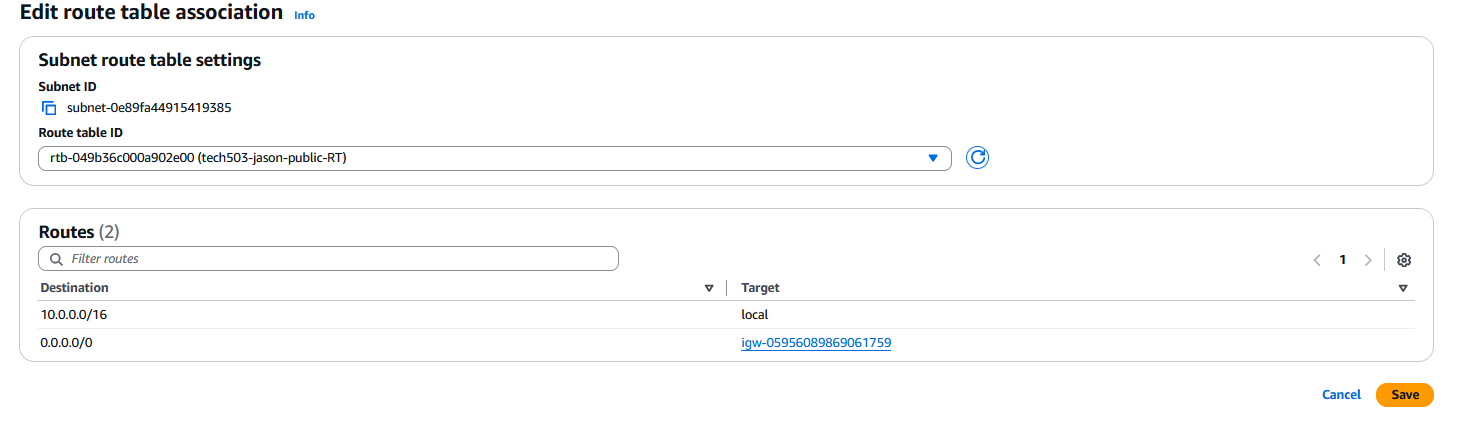 Edit route table association Info
Subnet route table settings
Subnet ID
subnet-0e89fa44915419385
Route table ID
rtb-049b36c000a902e00 (tech503-jason-public-RT)
Routes (2)
Filter routes
1
Destination Target
10.0.0.0/16 local
0.0.0.0/0 igw-05956089869061759
Cancel Save